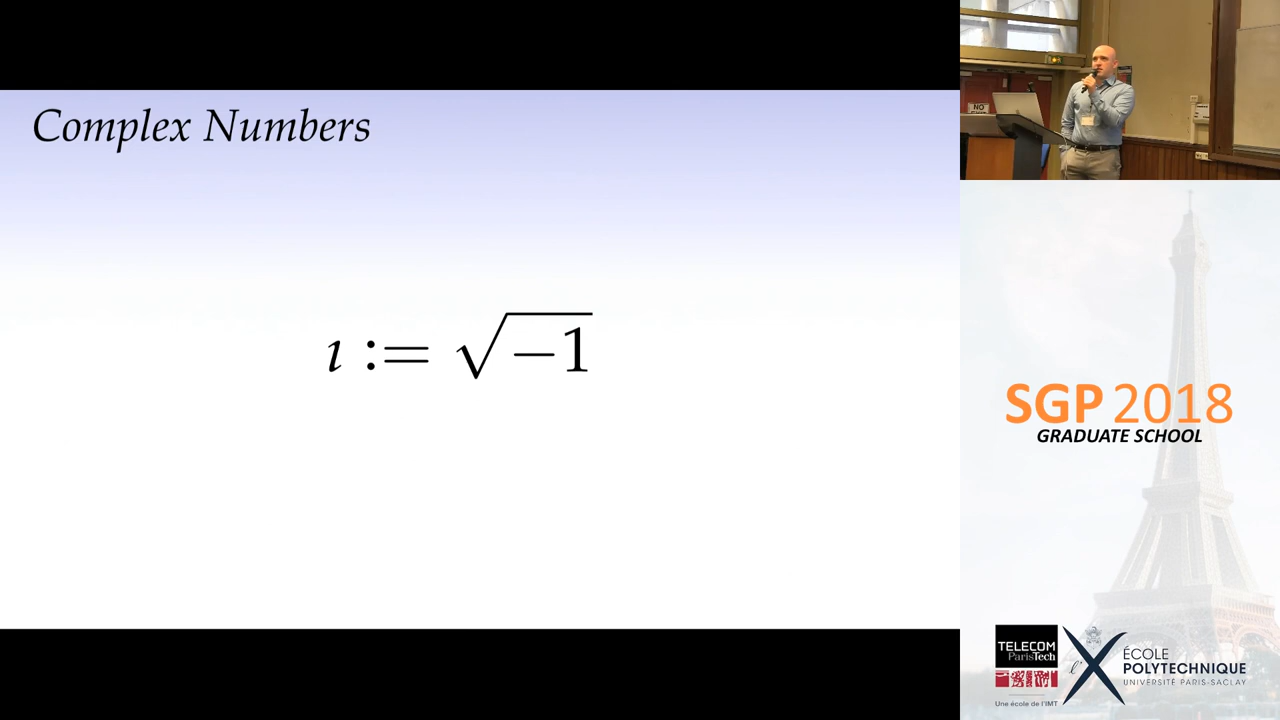 Complex Numbers
ι := √−1
NO
SGP 2018
GRADUATE SCHOOL
TELECOM
ParisTech
Une école de l'IMT
l'X
ÉCOLE
POLYTECHNIQUE
UNIVERSITÉ PARIS-SACLAY